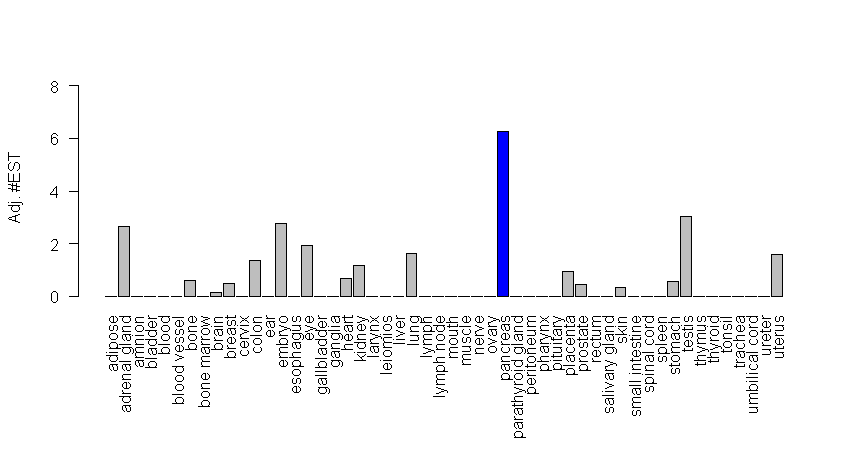 Adj. #EST
8
6
4
2
0
adipose
adrenal gland
amnion
bladder
blood
blood vessel
bone
bone marrow
brain
breast
cervix
colon
ear
embryo
esophagus
eye
gallbladder
ganglia
heart
kidney
larynx
leiomios
liver
lung
lymph
lymph node
mouth
muscle
nerve
ovary
pancreas
parathyroid gland
peritoneum
pharynx
pituitary
placenta
prostate
rectum
salivary gland
skin
small intestine
spinal cord
spleen
stomach
testis
thymus
thyroid
tonsil
trachea
umbilical cord
ureter
uterus